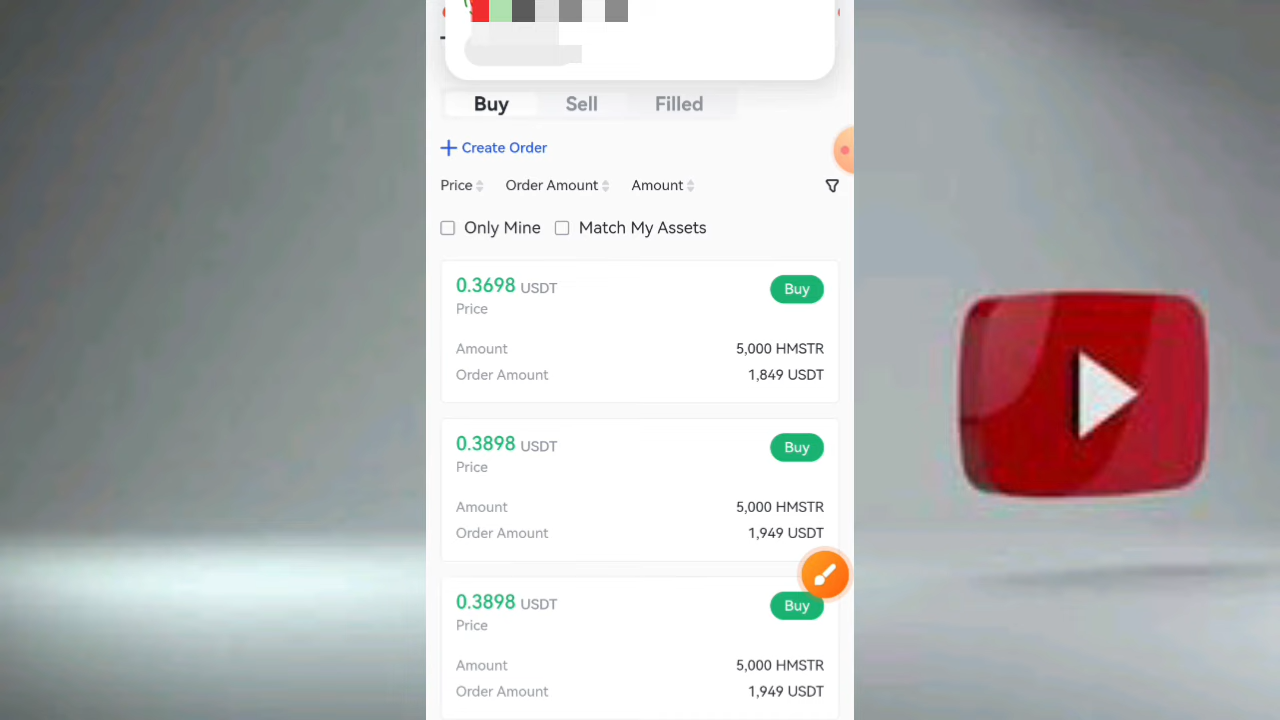 Buy Sell Filled
+ Create Order
Price Order Amount Amount
Only Mine Match My Assets
0.3698 USDT Buy
Price
Amount 5,000 HMSTR
Order Amount 1,849 USDT
0.3898 USDT Buy
Price
Amount 5,000 HMSTR
Order Amount 1,949 USDT
0.3898 USDT Buy
Price
Amount 5,000 HMSTR
Order Amount 1,949 USDT